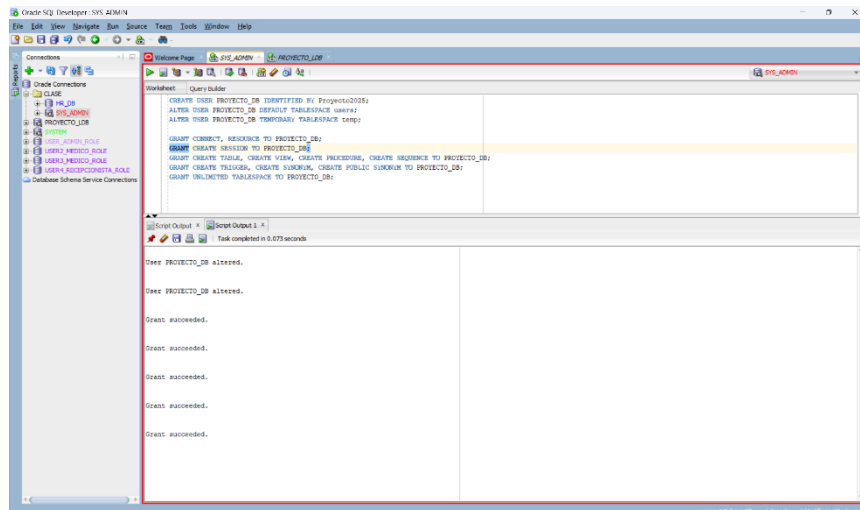 Oracle SQL Developer : SYS_ADMIN
File Edit View Navigate Run Source Team Tools Window Help
Connections
Welcome Page
SYS_ADMIN
PROYECTO_LDB
Reports
Oracle Connections
CLASE
HR_DB
SYS_ADMIN
PROYECTO_LDB
SYSTEM
USER_ADMIN_ROLE
USER2_MEDICO_ROLE
USER3_MEDICO_ROLE
USER4_RECEPCIONISTA_ROLE
Database Schema Service Connections
SYS_ADMIN
Worksheet Query Builder
CREATE USER PROYECTO_DB IDENTIFIED BY Proyecto2025;
ALTER USER PROYECTO_DB DEFAULT TABLESPACE users;
ALTER USER PROYECTO_DB TEMPORARY TABLESPACE temp;
GRANT CONNECT, RESOURCE TO PROYECTO_DB;
GRANT CREATE SESSION TO PROYECTO_DB;
GRANT CREATE TABLE, CREATE VIEW, CREATE PROCEDURE, CREATE SEQUENCE TO PROYECTO_DB;
GRANT CREATE TRIGGER, CREATE SYNONYM, CREATE PUBLIC SYNONYM TO PROYECTO_DB;
GRANT UNLIMITED TABLESPACE TO PROYECTO_DB;
Script Output × Script Output 1 ×
Task completed in 0.073 seconds
User PROYECTO_DB altered.
User PROYECTO_DB altered.
Grant succeeded.
Grant succeeded.
Grant succeeded.
Grant succeeded.
Grant succeeded.